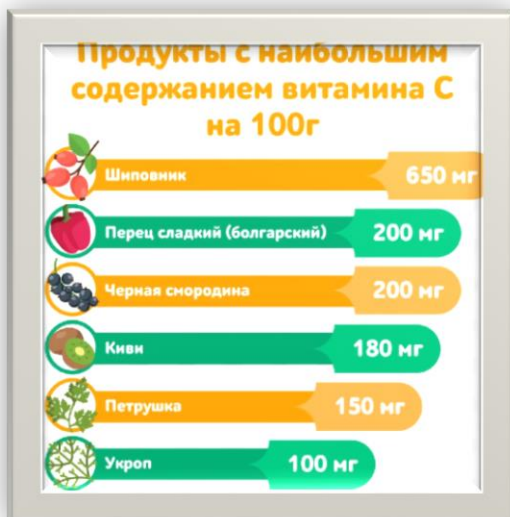 Продукты с наибольшим
содержанием витамина С
на 100г
Шиповник 650 мг
Перец сладкий (болгарский) 200 мг
Черная смородина 200 мг
Киви 180 мг
Петрушка 150 мг
Укроп 100 мг